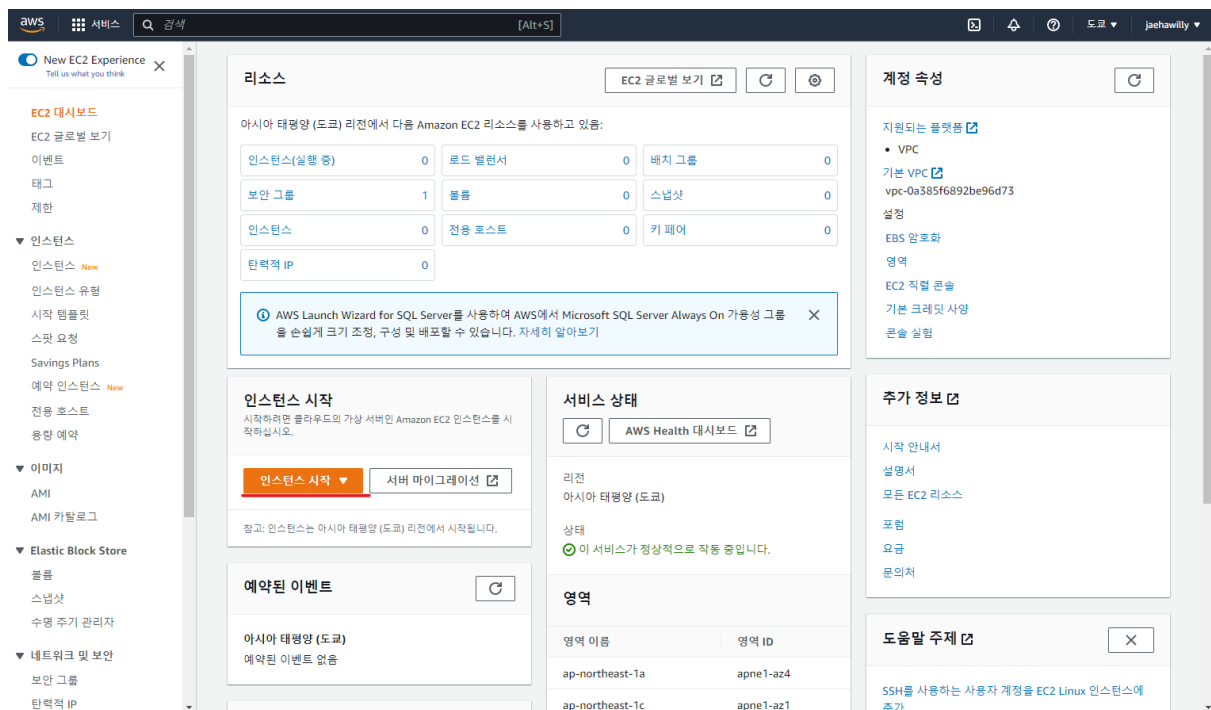 aws
서비스
검색
[Alt+S]
도쿄 ▼
jaehawilly ▼
New EC2 Experience
Tell us what you think
EC2 대시보드
EC2 글로벌 보기
이벤트
태그
제한
▼ 인스턴스
인스턴스 New
인스턴스 유형
시작 템플릿
스팟 요청
Savings Plans
예약 인스턴스 New
전용 호스트
용량 예약
▼ 이미지
AMI
AMI 카탈로그
▼ Elastic Block Store
볼륨
스냅샷
수명 주기 관리자
▼ 네트워크 및 보안
보안 그룹
탄력적 IP
리소스
EC2 글로벌 보기
아시아 태평양 (도쿄) 리전에서 다음 Amazon EC2 리소스를 사용하고 있음:
인스턴스(실행 중) 0
로드 밸런서 0
배치 그룹 0
보안 그룹 1
볼륨 0
스냅샷 0
인스턴스 0
전용 호스트 0
키 페어 0
탄력적 IP 0
AWS Launch Wizard for SQL Server를 사용하여 AWS에서 Microsoft SQL Server Always On 가용성 그룹
을 손쉽게 크기 조정, 구성 및 배포할 수 있습니다. 자세히 알아보기
인스턴스 시작
시작하려면 클라우드의 가상 서버인 Amazon EC2 인스턴스를 시
작하십시오.
인스턴스 시작 ▼
서버 마이그레이션
참고: 인스턴스는 아시아 태평양 (도쿄) 리전에서 시작됩니다.
예약된 이벤트
아시아 태평양 (도쿄)
예약된 이벤트 없음
서비스 상태
AWS Health 대시보드
리전
아시아 태평양 (도쿄)
상태
이 서비스가 정상적으로 작동 중입니다.
영역
영역 이름
영역 ID
ap-northeast-1a
apne1-az4
ap-northeast-1c
apne1-az1
계정 속성
지원되는 플랫폼
• VPC
기본 VPC
vpc-0a385f6892be96d73
설정
EBS 암호화
영역
EC2 직렬 콘솔
기본 크레딧 사양
콘솔 실험
추가 정보
시작 안내서
설명서
모든 EC2 리소스
포럼
요금
문의처
도움말 주제
SSH를 사용하는 사용자 계정을 EC2 Linux 인스턴스에
추가